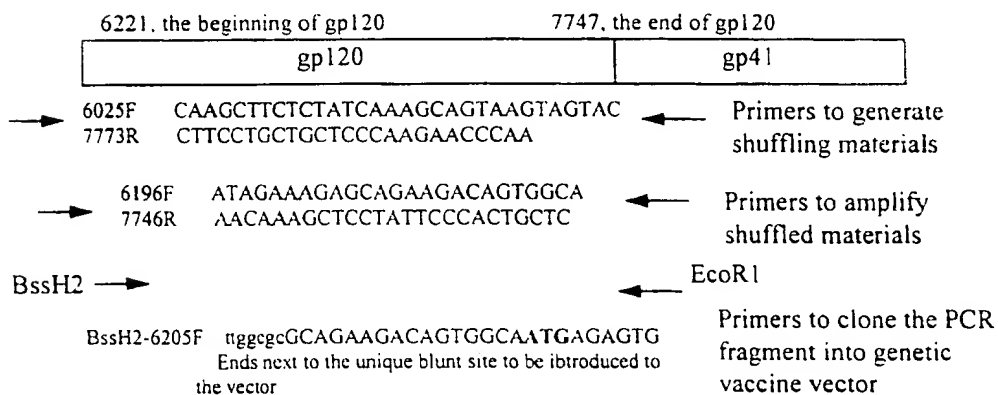 6221, the beginning of gp120 7747, the end of gp120
gp120 gp41
6025F CAAGCTTCTCTATCAAAGCAGTAAGTAGTAC
7773R CTTCCTGCTGCTCCCAAGAACCCAA
Primers to generate
shuffling materials
6196F ATAGAAAGAGCAGAAGACAGTGGCA
7746R AACAAAGCTCCTATTCCCACTGCTC
Primers to amplify
shuffled materials
BssH2 EcoR1
BssH2-6205F ttggcgcGCAGAAGACAGTGGCAATGAGAGTG
Ends next to the unique blunt site to be ibtroduced to
the vector
Primers to clone the PCR
fragment into genetic
vaccine vector